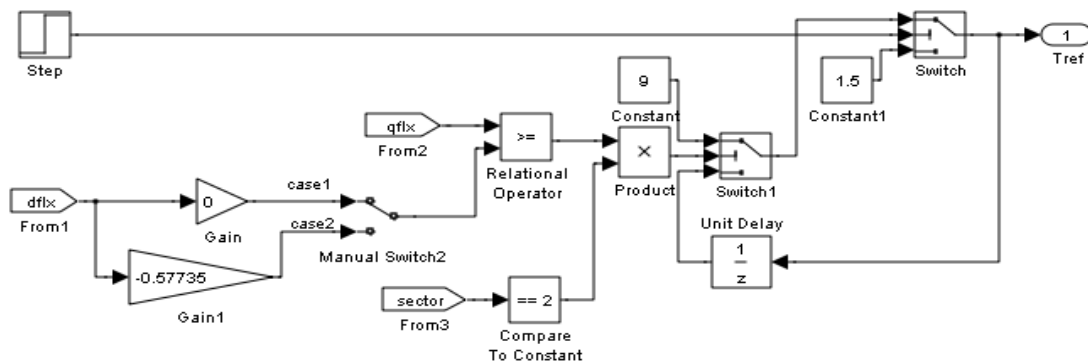 Step
1
Tref
Switch
9
Constant
1.5
Constant1
qflx
From2
>=
Relational
Operator
×
Product
Switch1
dflx
From1
0
Gain
case1
case2
Manual Switch2
-0.57735
Gain1
Unit Delay
1
z
sector
From3
== 2
Compare
To Constant